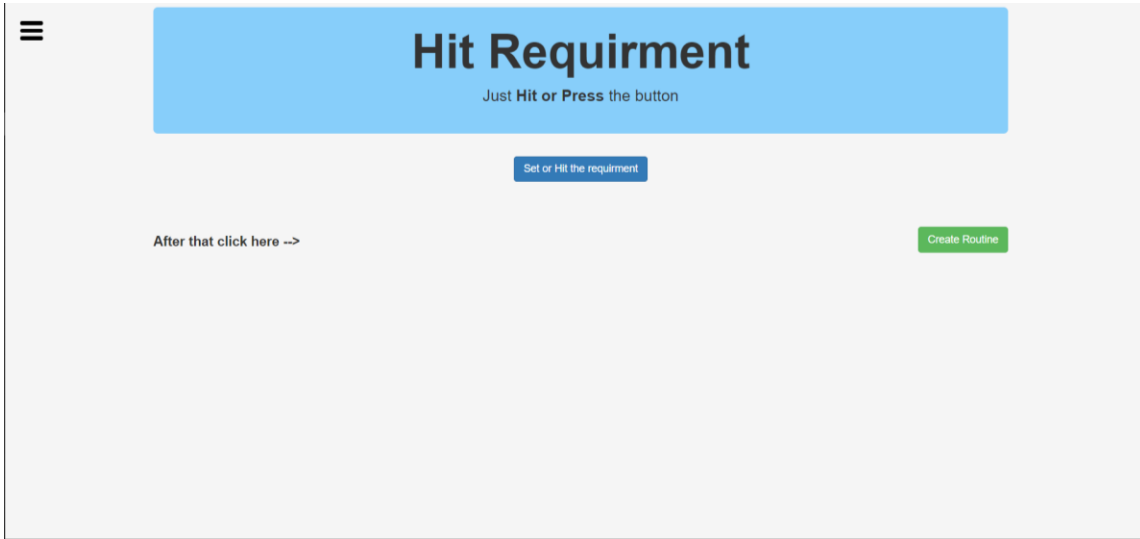 Hit Requirment
Just Hit or Press the button
Set or Hit the requirment
After that click here -->
Create Routine